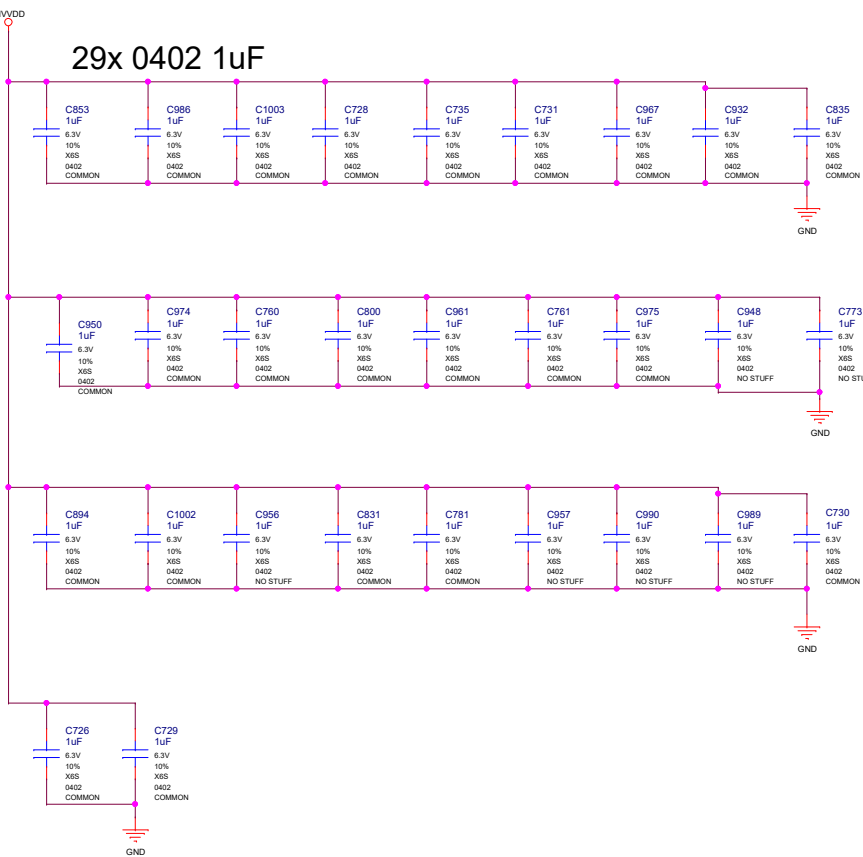 VVDD
29x 0402 1uF
C853
1uF
6.3V
10%
X6S
0402
COMMON
C986
1uF
6.3V
10%
X6S
0402
COMMON
C1003
1uF
6.3V
10%
X6S
0402
COMMON
C728
1uF
6.3V
10%
X6S
0402
COMMON
C735
1uF
6.3V
10%
X6S
0402
COMMON
C731
1uF
6.3V
10%
X6S
0402
COMMON
C967
1uF
6.3V
10%
X6S
0402
COMMON
C932
1uF
6.3V
10%
X6S
0402
COMMON
C835
1uF
6.3V
10%
X6S
0402
COMMON
GND
C950
1uF
6.3V
10%
X6S
0402
COMMON
C974
1uF
6.3V
10%
X6S
0402
COMMON
C760
1uF
6.3V
10%
X6S
0402
COMMON
C800
1uF
6.3V
10%
X6S
0402
COMMON
C961
1uF
6.3V
10%
X6S
0402
COMMON
C761
1uF
6.3V
10%
X6S
0402
COMMON
C975
1uF
6.3V
10%
X6S
0402
COMMON
C948
1uF
6.3V
10%
X6S
0402
NO STUFF
C773
1uF
6.3V
10%
X6S
0402
NO
GND
C894
1uF
6.3V
10%
X6S
0402
COMMON
C1002
1uF
6.3V
10%
X6S
0402
COMMON
C956
1uF
6.3V
10%
X6S
0402
NO STUFF
C831
1uF
6.3V
10%
X6S
0402
COMMON
C781
1uF
6.3V
10%
X6S
0402
COMMON
C957
1uF
6.3V
10%
X6S
0402
NO STUFF
C990
1uF
6.3V
10%
X6S
0402
NO STUFF
C989
1uF
6.3V
10%
X6S
0402
NO STUFF
C730
1uF
6.3V
10%
X6S
0402
COMMON
GND
C726
1uF
6.3V
10%
X6S
0402
COMMON
C729
1uF
6.3V
10%
X6S
0402
COMMON
GND